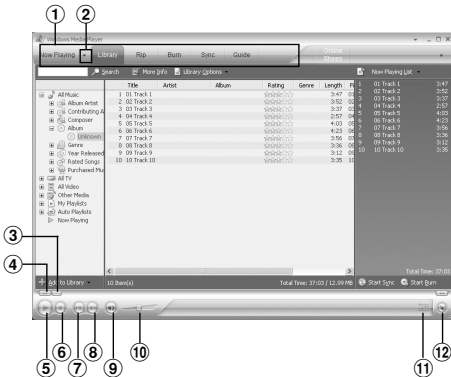 1 2
Windows Media Player
Now Playing Library Rip Burn Sync Guide
Online Stores
Search More Info Library Options Now Playing List
Title Artist Album Rating Genre Length
1 01 Track 1 3:47
2 02 Track 2 3:52
3 03 Track 3 3:37
4 04 Track 4 2:57
5 05 Track 5 4:03
6 06 Track 6 4:23
7 07 Track 7 3:56
8 08 Track 8 3:36
9 09 Track 9 3:12
10 10 Track 10 3:35
All Music
Album Artist
Contributing A
Composer
Album
Unknown
Genre
Year Released
Rated Songs
Purchased Mu
All TV
All Video
Other Media
My Playlists
Auto Playlists
Now Playing
1 01 Track 1 3:47
2 02 Track 2 3:52
3 03 Track 3 3:37
4 04 Track 4 2:57
5 05 Track 5 4:03
6 06 Track 6 4:23
7 07 Track 7 3:56
8 08 Track 8 3:36
9 09 Track 9 3:12
10 10 Track 10 3:35
Total Time: 37:03
Add to Library 10 Item(s) Total Time: 37:03 / 12.99 MB Start Sync Start Burn
3
4
5 6 7 8 9 10 11 12